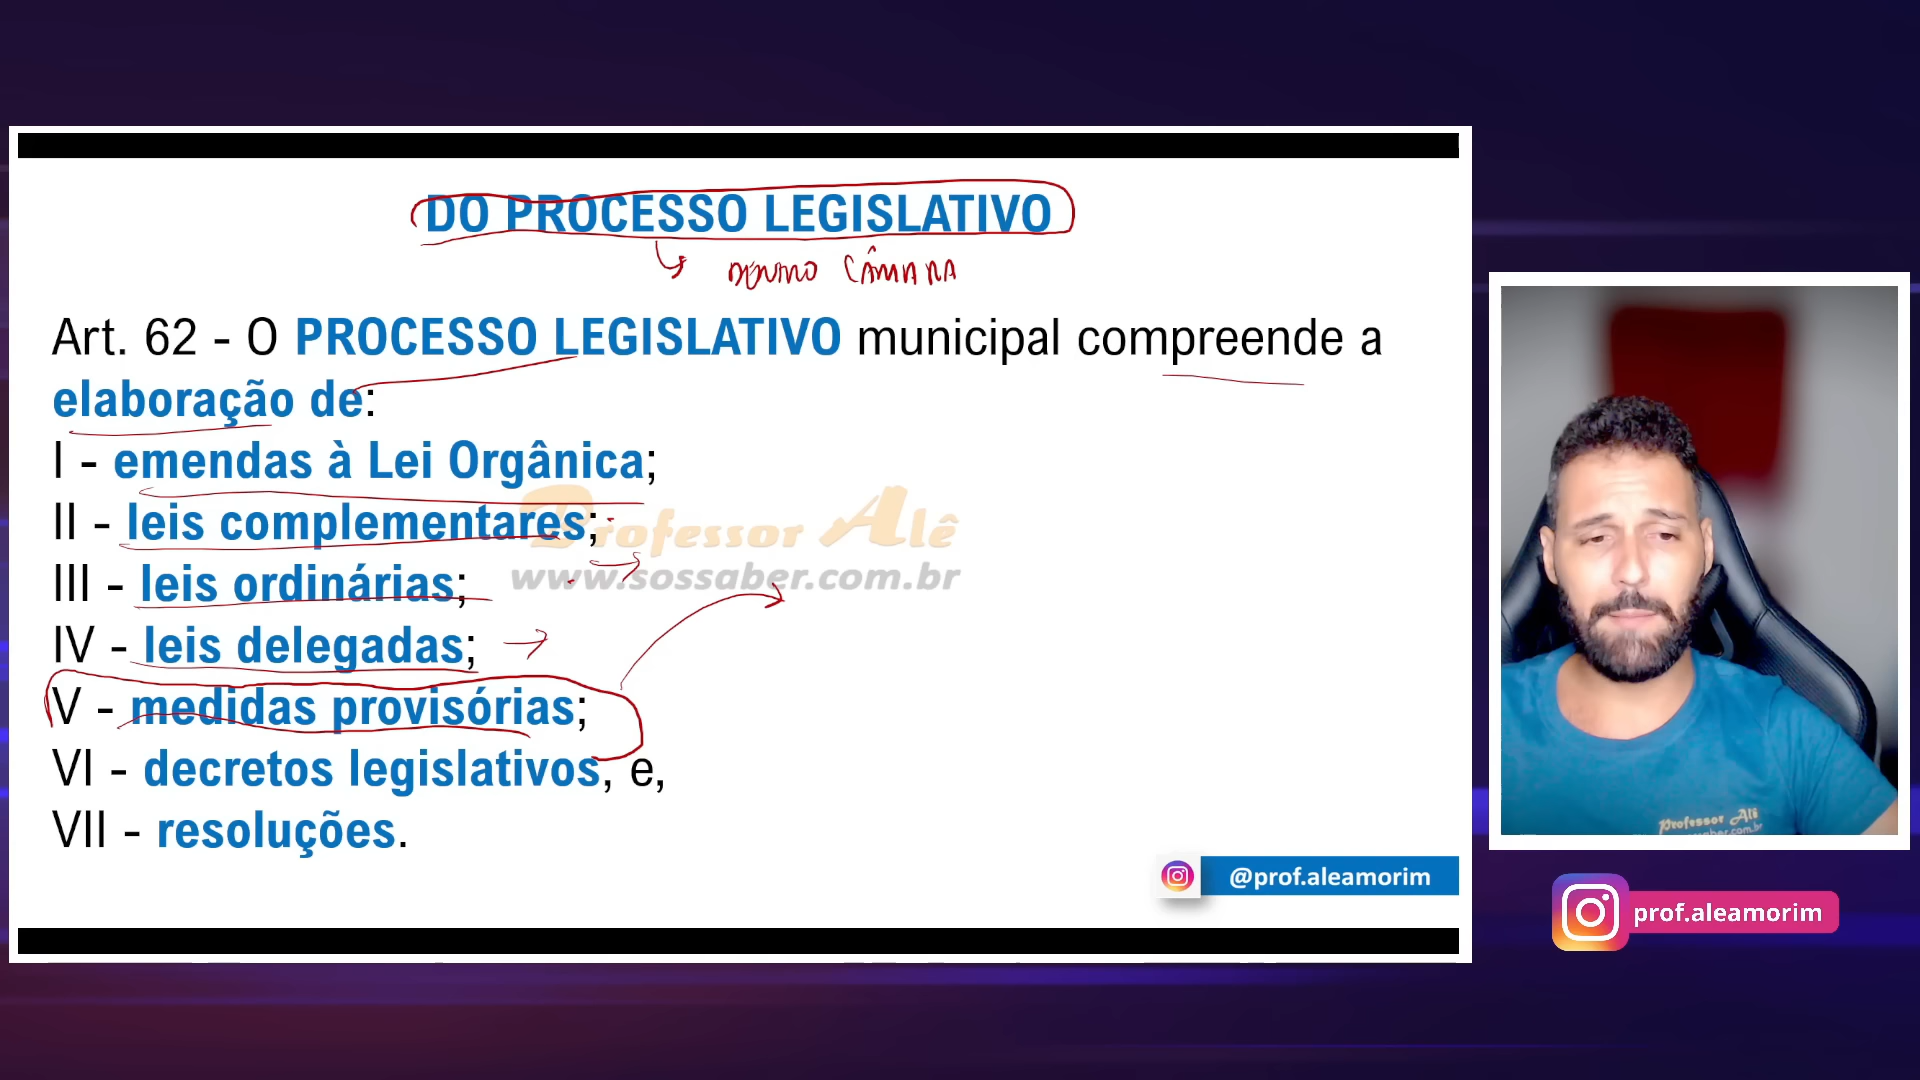 DO PROCESSO LEGISLATIVO
DENTRO CÂMARA
Art. 62 - O PROCESSO LEGISLATIVO municipal compreende a
elaboração de:
I - emendas à Lei Orgânica;
II - leis complementares;
III - leis ordinárias;
IV - leis delegadas;
V - medidas provisórias;
VI - decretos legislativos, e,
VII - resoluções.
Professor Alê
www.sossaber.com.br
@prof.aleamorim
Professor Alê
prof.aleamorim